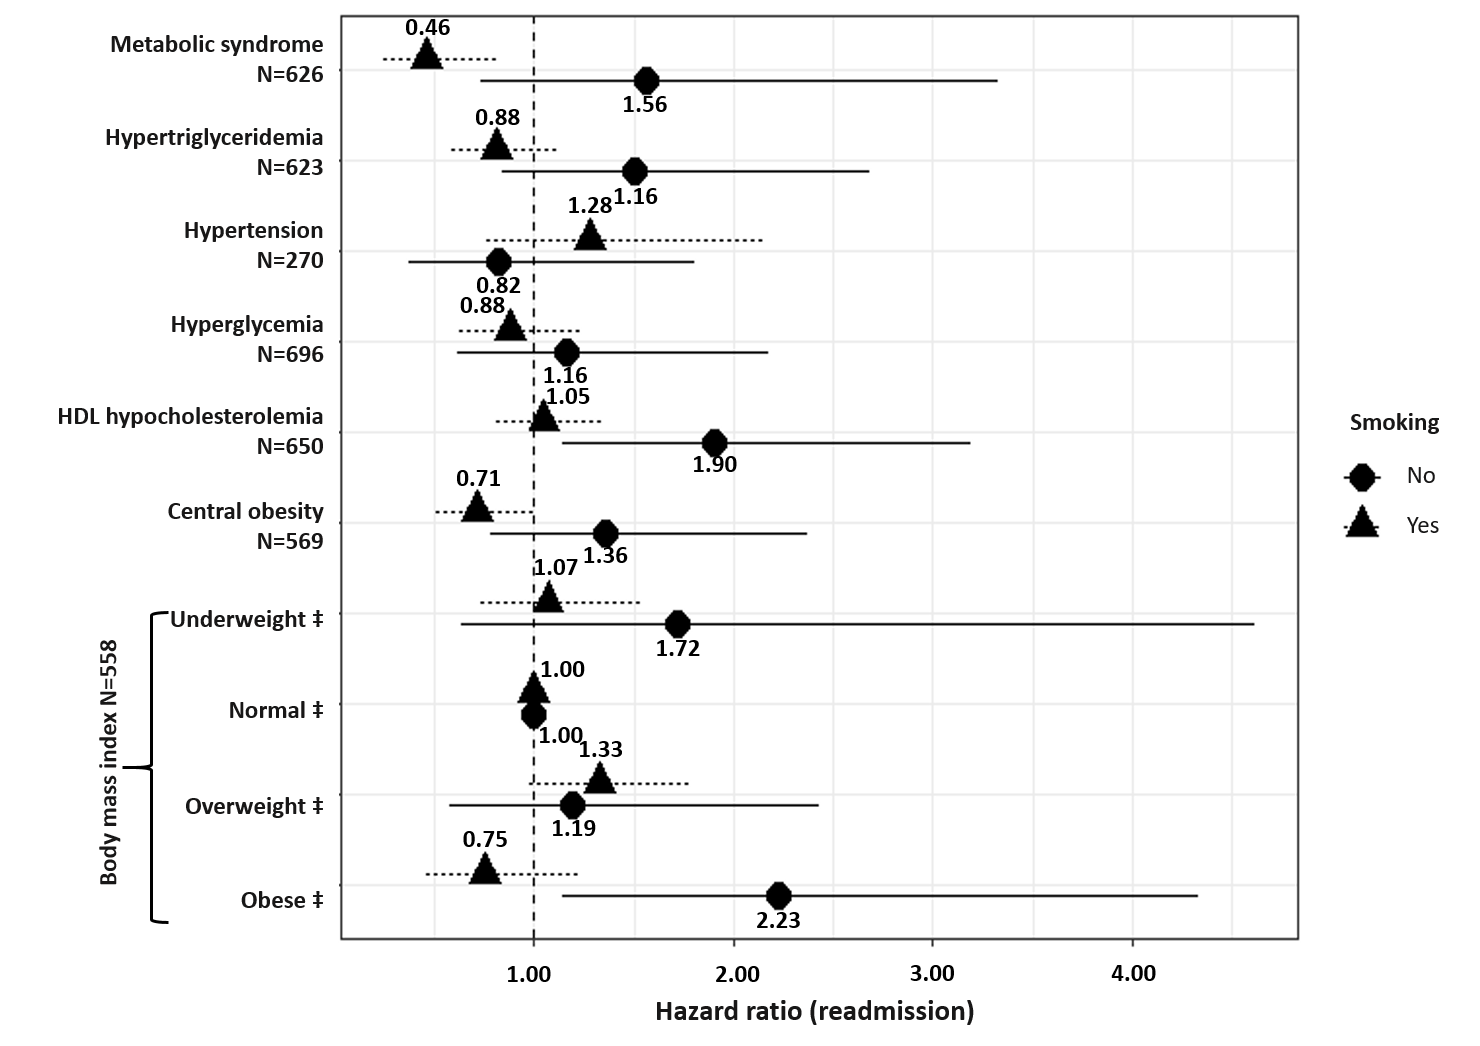 0.46
Metabolic syndrome
N=626
1.56
0.88
Hypertriglyceridemia
N=623
1.16
1.28
Hypertension
N=270
0.82
0.88
Hyperglycemia
N=696
1.16
1.05
HDL hypocholesterolemia
N=650
1.90
0.71
Central obesity
N=569
1.36
1.07
Underweight ‡
1.72
1.00
Normal ‡
1.00
1.33
Overweight ‡
1.19
0.75
Obese ‡
2.23
Body mass index N=558
1.00 2.00 3.00 4.00
Hazard ratio (readmission)
Smoking
No
Yes